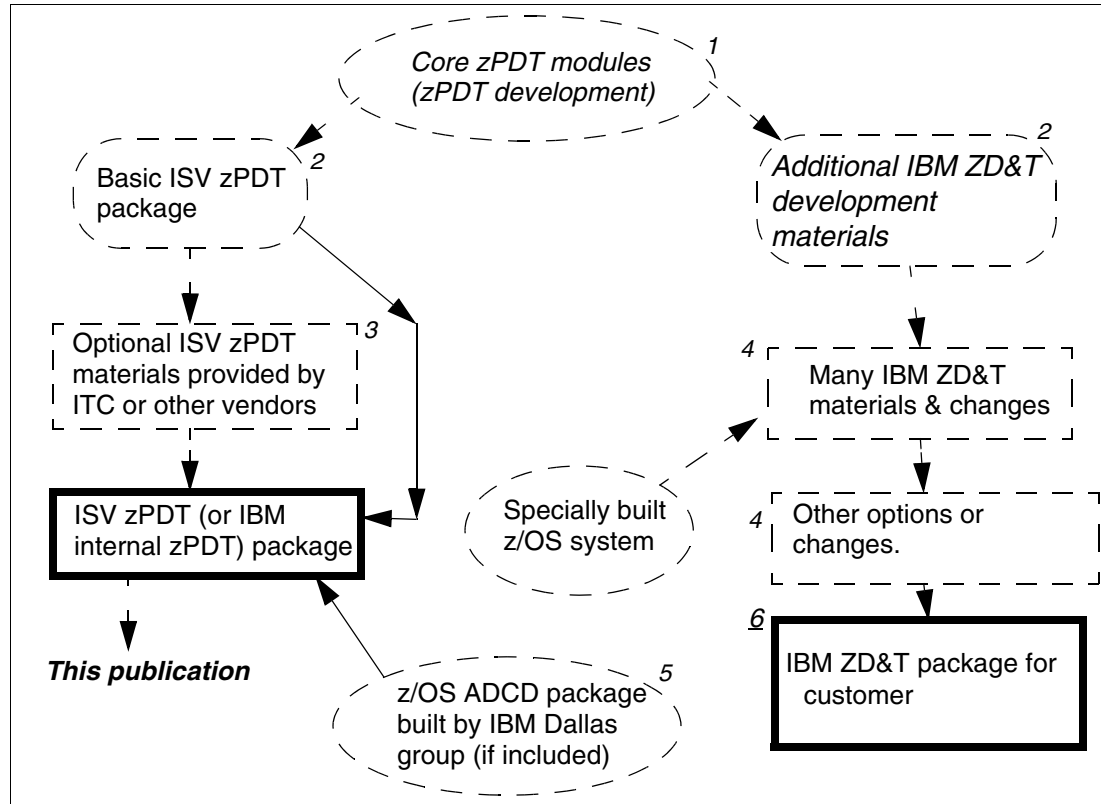 1
Core zPDT modules
(zPDT development)
2
Basic ISV zPDT
package
2
Additional IBM ZD&T
development
materials
3
Optional ISV zPDT
materials provided by
ITC or other vendors
4
Many IBM ZD&T
materials & changes
ISV zPDT (or IBM
internal zPDT) package
Specially built
z/OS system
4
Other options or
changes.
This publication
5
z/OS ADCD package
built by IBM Dallas
group (if included)
6
IBM ZD&T package for
customer